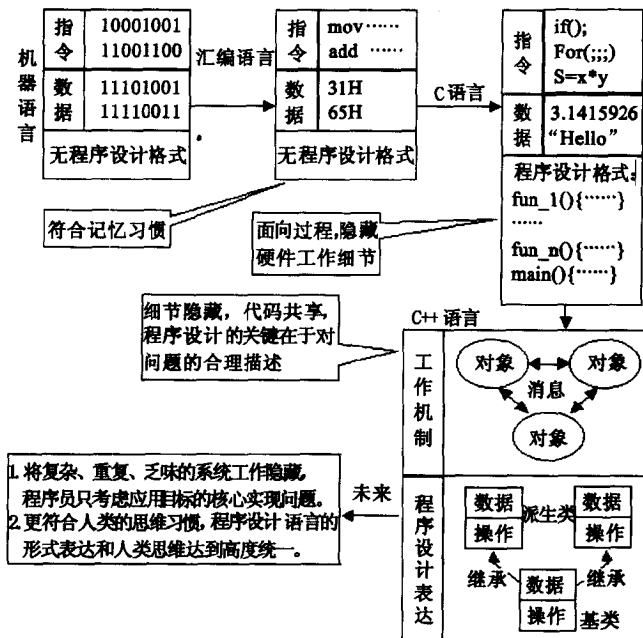 机器语言
指令
10001001
11001100
数据
11101001
11110011
无程序设计格式
汇编语言
指令
mov……
add ……
数据
31H
65H
无程序设计格式
C语言
指令
if();
For(;;;)
S=x*y
数据
3.1415926
“Hello”
程序设计格式:
fun_1(){……}
……
fun_n(){……}
main(){……}
符合记忆习惯
面向过程,隐藏
硬件工作细节
细节隐藏，代码共享,
程序设计的关键在于对
问题的合理描述
C++ 语言
工作机制
对象
对象
消息
对象
程序设计表达
数据
操作
派生类
数据
操作
继承
数据
操作
继承
基类
未来
1.将复杂、重复、乏味的系统工作隐藏,
程序员只考虑应用目标的核心实现问题。
2.更符合人类的思维习惯,程序设计语言的
形式表达和人类思维达到高度统一。